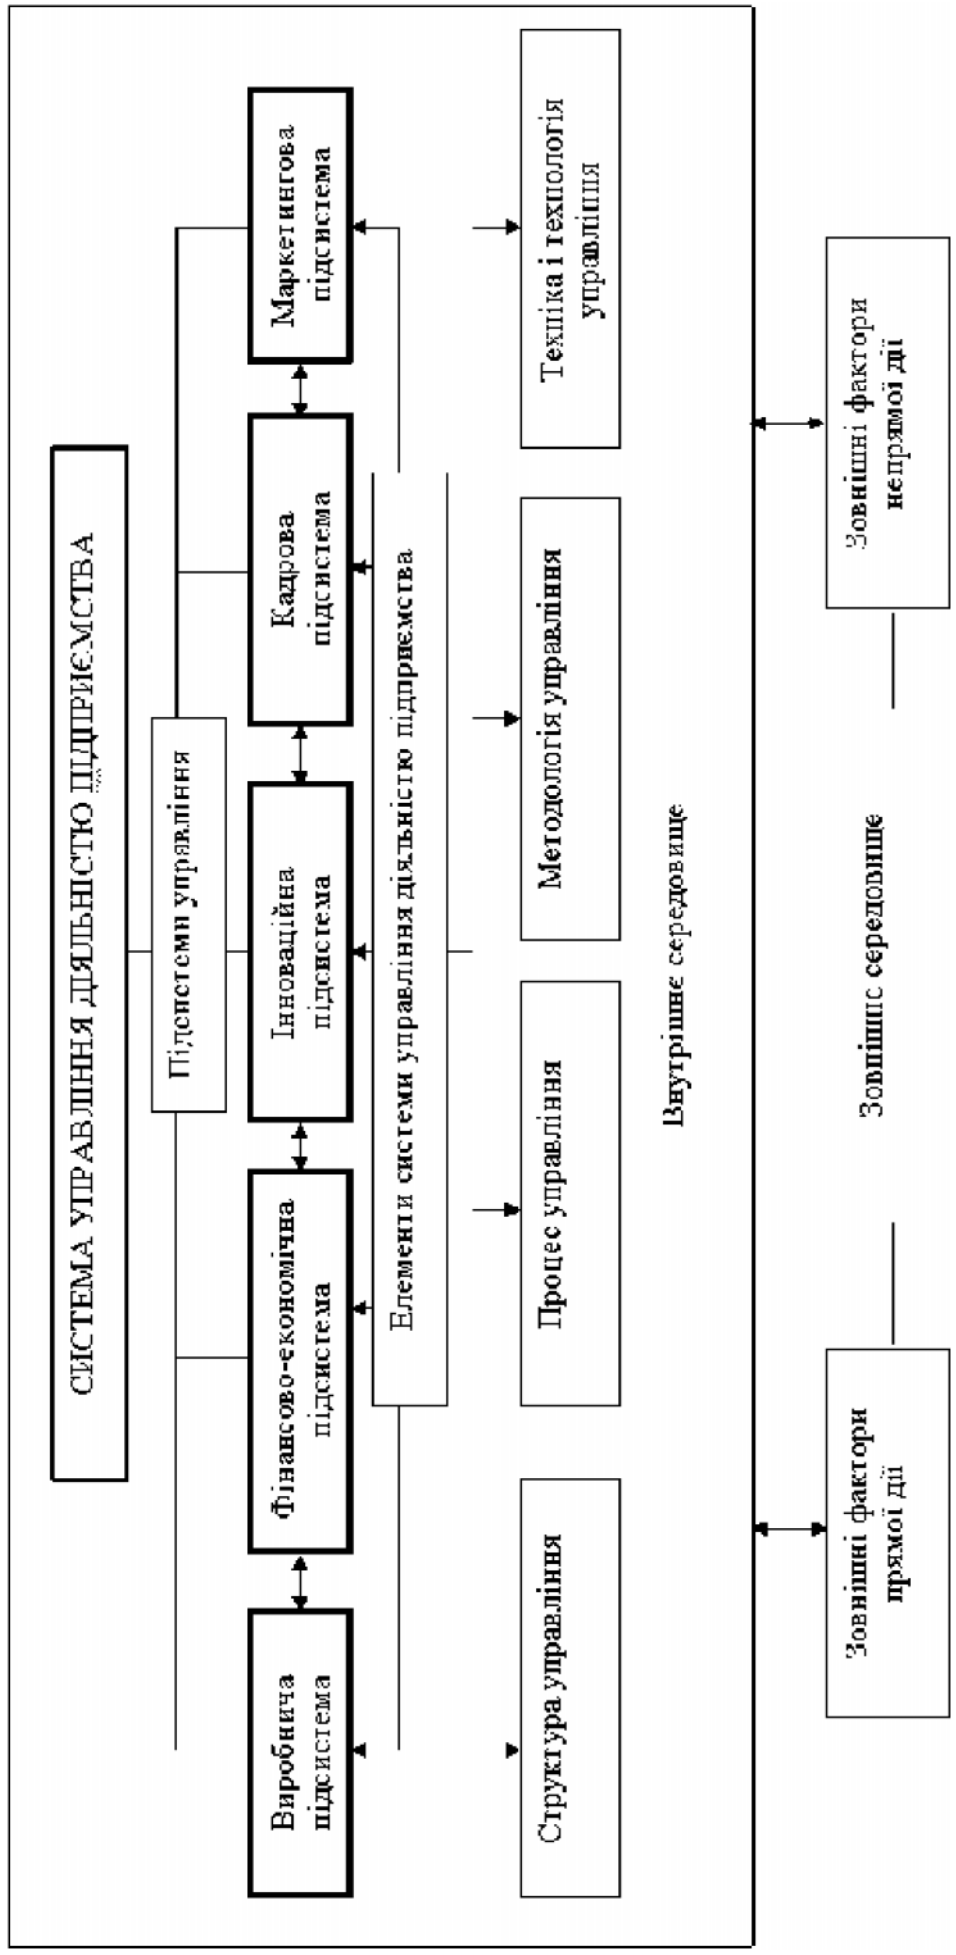 СИСТЕМА УПРАВЛІННЯ ДІЯЛЬНІСТЮ ПІДПРИЄМСТВА
Підсистеми управління
Виробнича
підсистема
Фінансово-економічна
підсистема
Інноваційна
підсистема
Кадрова
підсистема
Маркетингова
підсистема
Елементи системи управління діяльністю підприємства
Структура управління
Процес управління
Методологія управління
Техніка і технологія
управління
Внутрішнє середовище
Зовнішні фактори
прямої дії
Зовнішнє середовище
Зовнішні фактори
непрямої дії